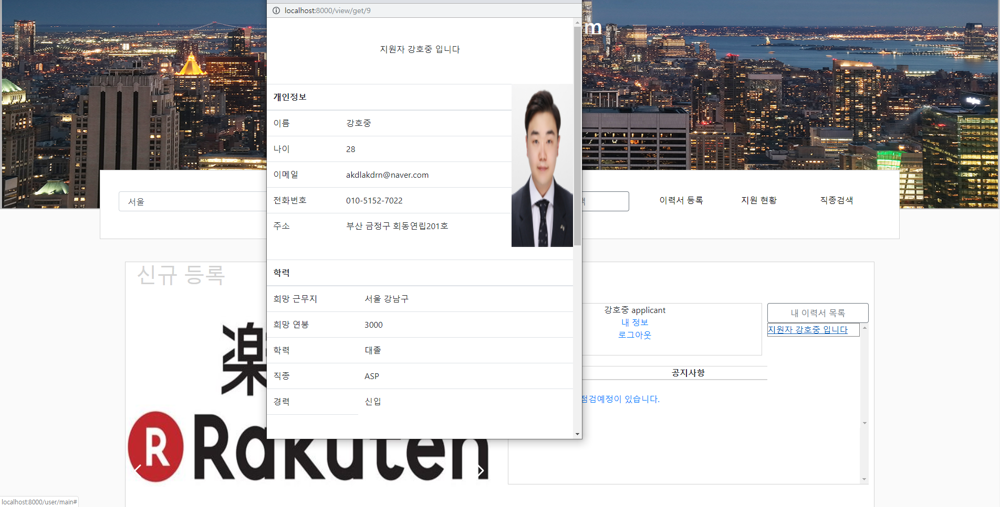 localhost:8000/view/get/9
m
지원자 강호중 입니다
개인정보
이름 강호중
나이 28
이메일 akdlakdrn@naver.com
전화번호 010-5152-7022
주소 부산 금정구 회동연립201호
학력
희망 근무지 서울 강남구
희망 연봉 3000
학력 대졸
직종 ASP
경력 신입
서울
이력서 등록 지원 현황 직종검색
신규 등록
楽
R Rakuten
강호중 applicant
내 정보
로그아웃
내 이력서 목록
지원자 강호중 입니다
공지사항
점검예정이 있습니다.
localhost:8000/user/main#